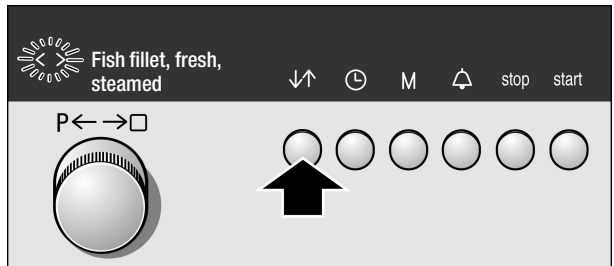 < > Fish fillet, fresh,
steamed
↓↑ M stop start
P← →□